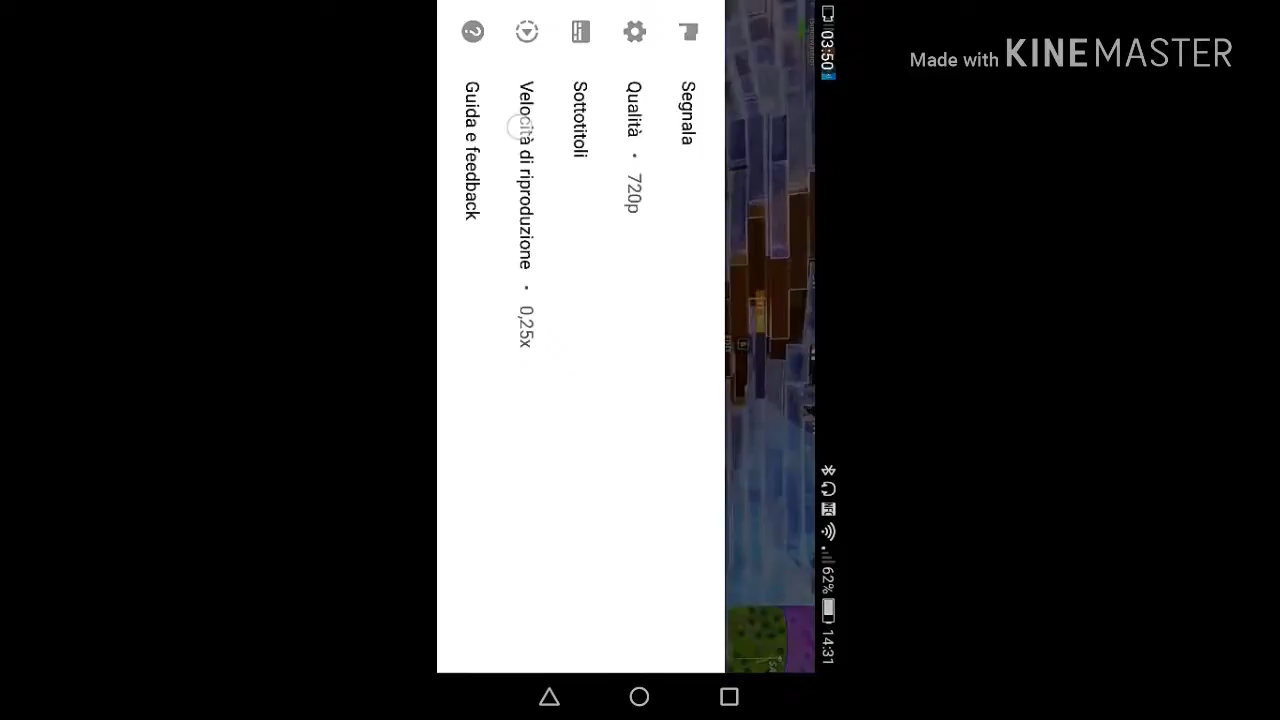 Made with KINEMASTER
03:50
NFC
62%
14:31
Segnala
Qualità • 720p
Sottotitoli
Velocità di riproduzione • 0,25x
Guida e feedback